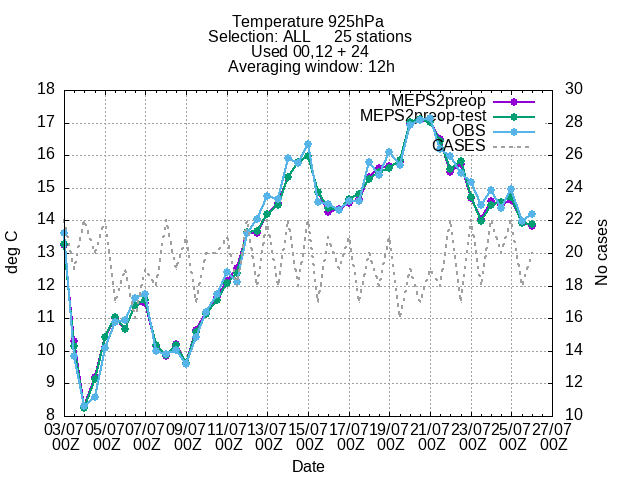 Temperature 925hPa
Selection: ALL 25 stations
Used 00,12 + 24
Averaging window: 12h
18 30
MEPS2preop
17 MEPS2preop-test 28
OBS
16 CASES 26
15 24
14 22
deg C
13 20
No cases
12 18
11 16
10 14
9 12
8 10
03/07 05/07 07/07 09/07 11/07 13/07 15/07 17/07 19/07 21/07 23/07 25/07 27/07
00Z 00Z 00Z 00Z 00Z 00Z 00Z 00Z 00Z 00Z 00Z 00Z 00Z
Date